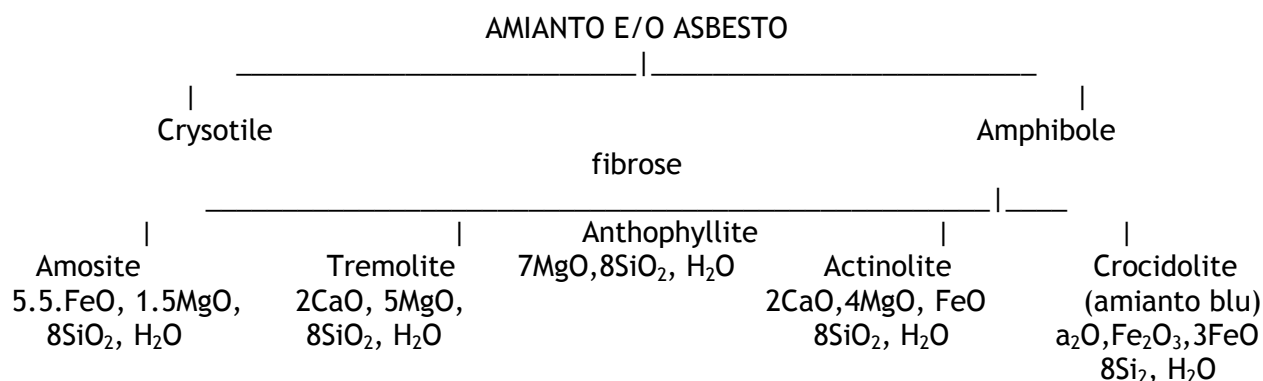 AMIANTO E/O ASBESTO
Crysotile Amphibole
fibrose
Anthophyllite
Amosite Tremolite 7MgO,8SiO₂, H₂O Actinolite Crocidolite
5.5.FeO, 1.5MgO, 2CaO, 5MgO, 2CaO,4MgO, FeO (amianto blu)
8SiO₂, H₂O 8SiO₂, H₂O 8SiO₂, H₂O a₂O,Fe₂O₃,3FeO
8Si₂, H₂O